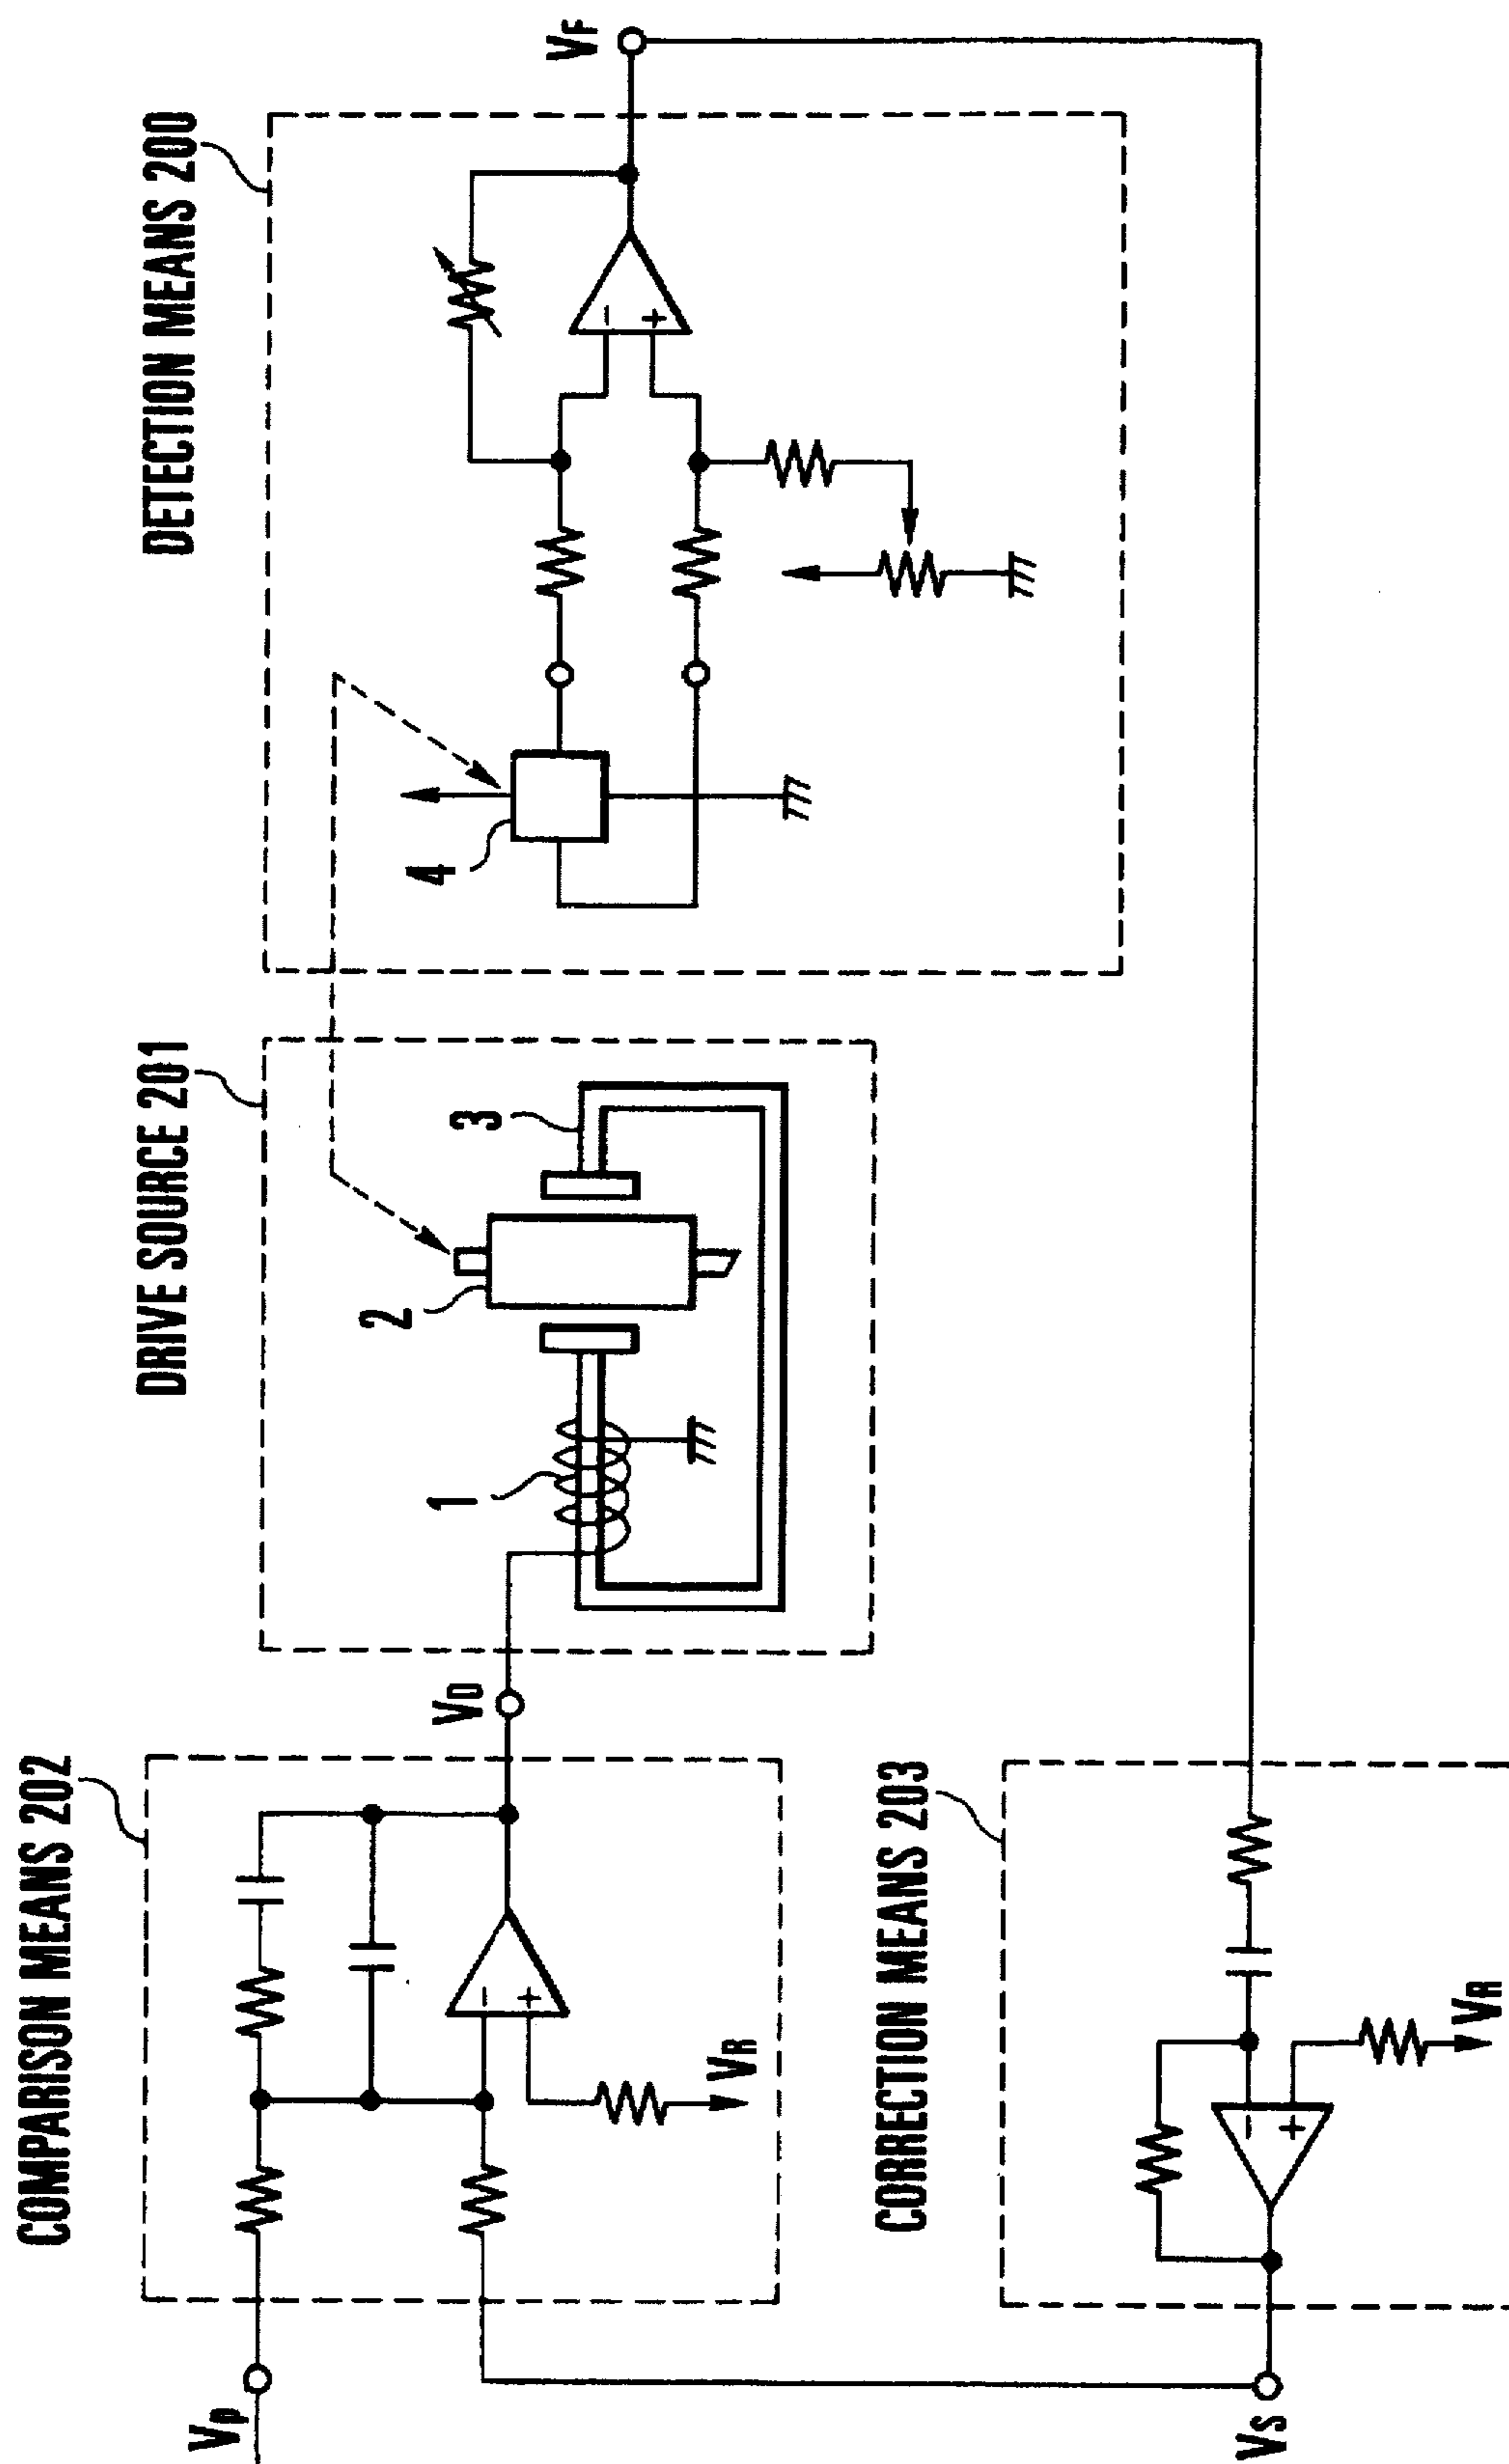 COMPARISON MEANS 202
DRIVE SOURCE 201
DETECTION MEANS 200
VP
VD
VF
1
2
3
4
−
+
VR
−
+
CORRECTION MEANS 203
−
+
VR
VS